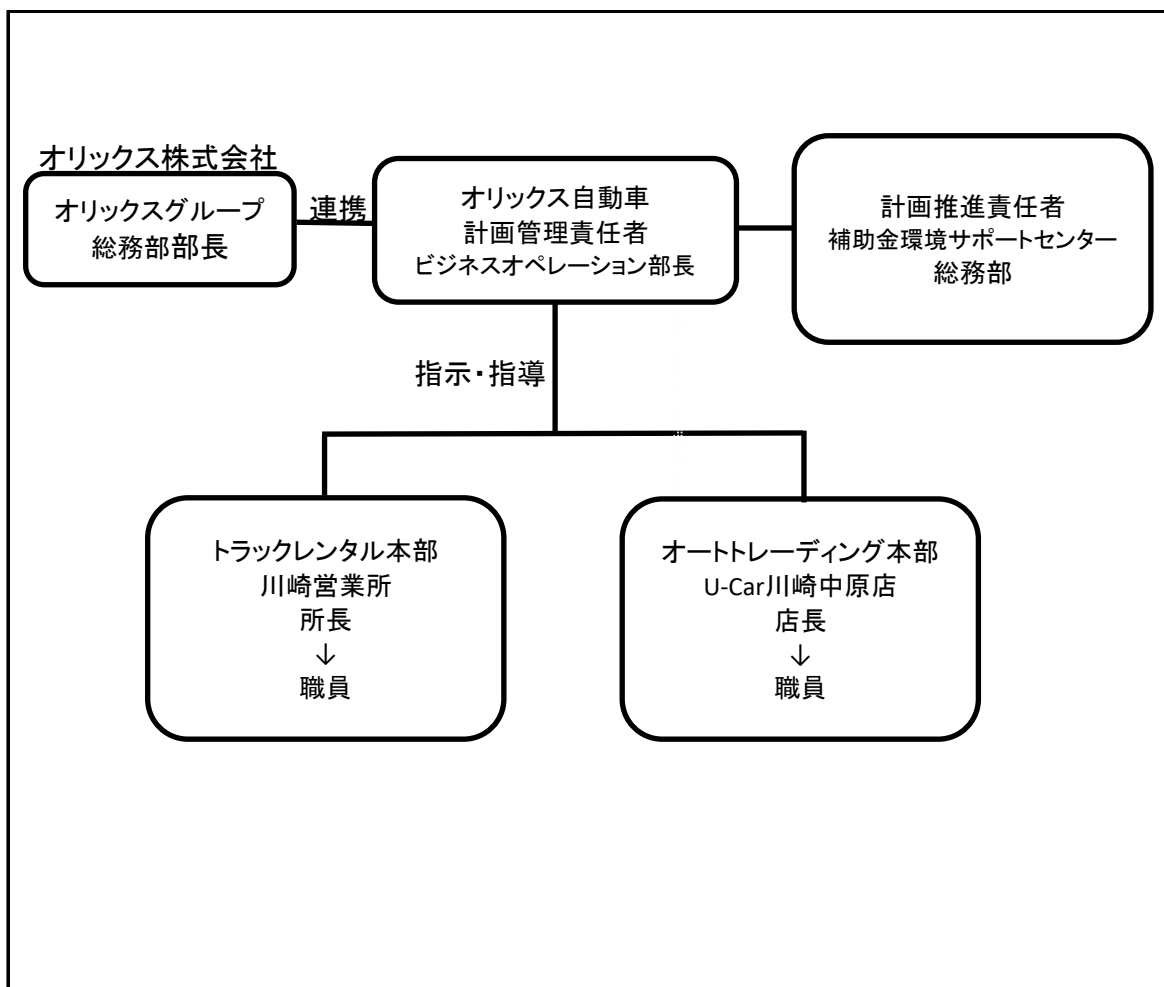 オリックス株式会社
オリックスグループ
総務部部長
連携
オリックス自動車
計画管理責任者
ビジネスオペレーション部長
計画推進責任者
補助金環境サポートセンター
総務部
指示・指導
トラックレンタル本部
川崎営業所
所長
↓
職員
オートトレーディング本部
U-Car川崎中原店
店長
↓
職員